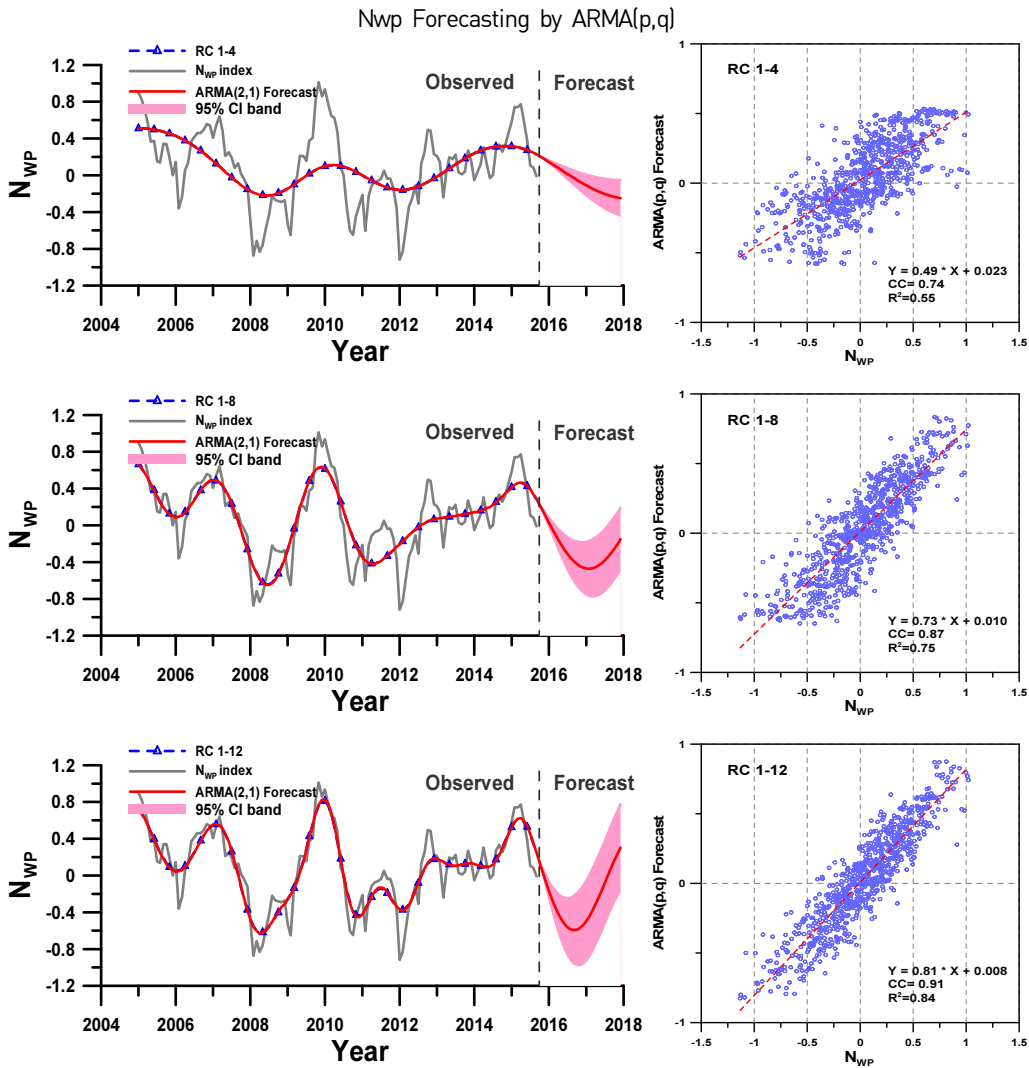 Nwp Forecasting by ARMA(p,q)
RC 1-4
NWP index
ARMA(2,1) Forecast
95% CI band
Observed
Forecast
1.2
0.8
0.4
0
-0.4
-0.8
-1.2
NWP
2004 2006 2008 2010 2012 2014 2016 2018
Year
RC 1-4
1
0
-1
ARMA(p,q) Forecast
Y = 0.49 * X + 0.023
CC= 0.74
R²=0.55
-1.5 -1 -0.5 0 0.5 1 1.5
NWP
RC 1-8
NWP index
ARMA(2,1) Forecast
95% CI band
Observed
Forecast
1.2
0.8
0.4
0
-0.4
-0.8
-1.2
NWP
2004 2006 2008 2010 2012 2014 2016 2018
Year
RC 1-8
1
0
-1
ARMA(p,q) Forecast
Y = 0.73 * X + 0.010
CC= 0.87
R²=0.75
-1.5 -1 -0.5 0 0.5 1 1.5
NWP
RC 1-12
NWP index
ARMA(2,1) Forecast
95% CI band
Observed
Forecast
1.2
0.8
0.4
0
-0.4
-0.8
-1.2
NWP
2004 2006 2008 2010 2012 2014 2016 2018
Year
RC 1-12
1
0
-1
ARMA(p,q) Forecast
Y = 0.81 * X + 0.008
CC= 0.91
R²=0.84
-1.5 -1 -0.5 0 0.5 1 1.5
NWP